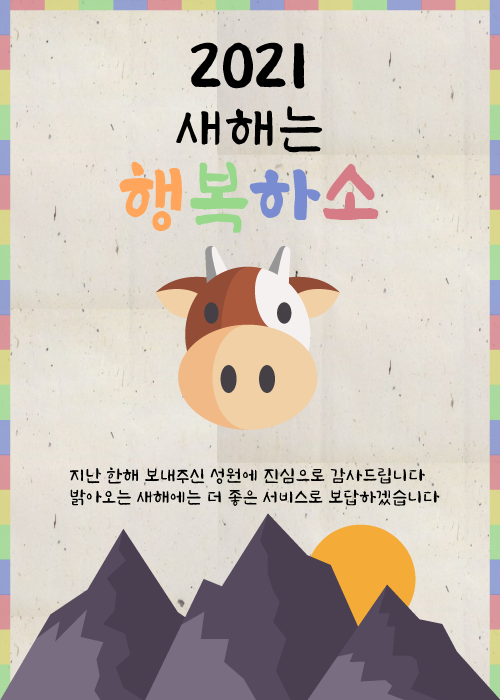 2021
새해는
행복하소
지난 한해 보내주신 성원에 진심으로 감사드립니다
밝아오는 새해에는 더 좋은 서비스로 보답하겠습니다